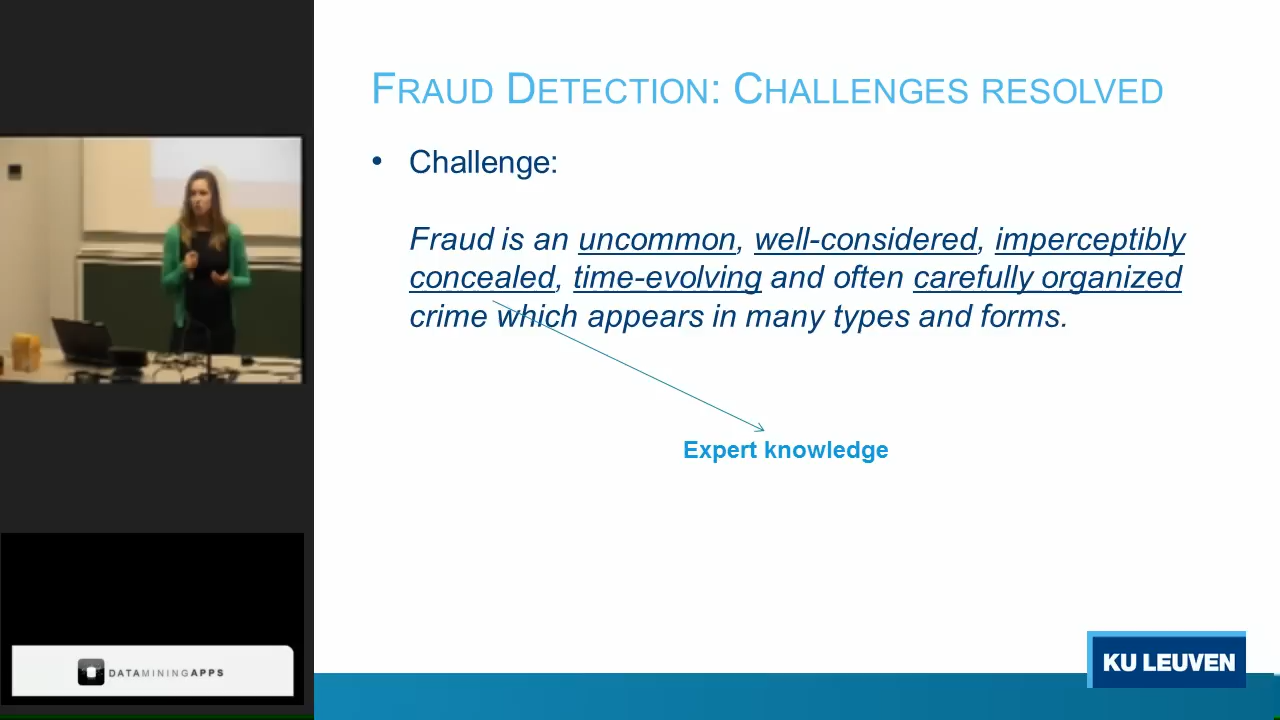 FRAUD DETECTION: CHALLENGES RESOLVED
• Challenge:
Fraud is an uncommon, well-considered, imperceptibly
concealed, time-evolving and often carefully organized
crime which appears in many types and forms.
Expert knowledge
KU LEUVEN
DATAMININGAPPS